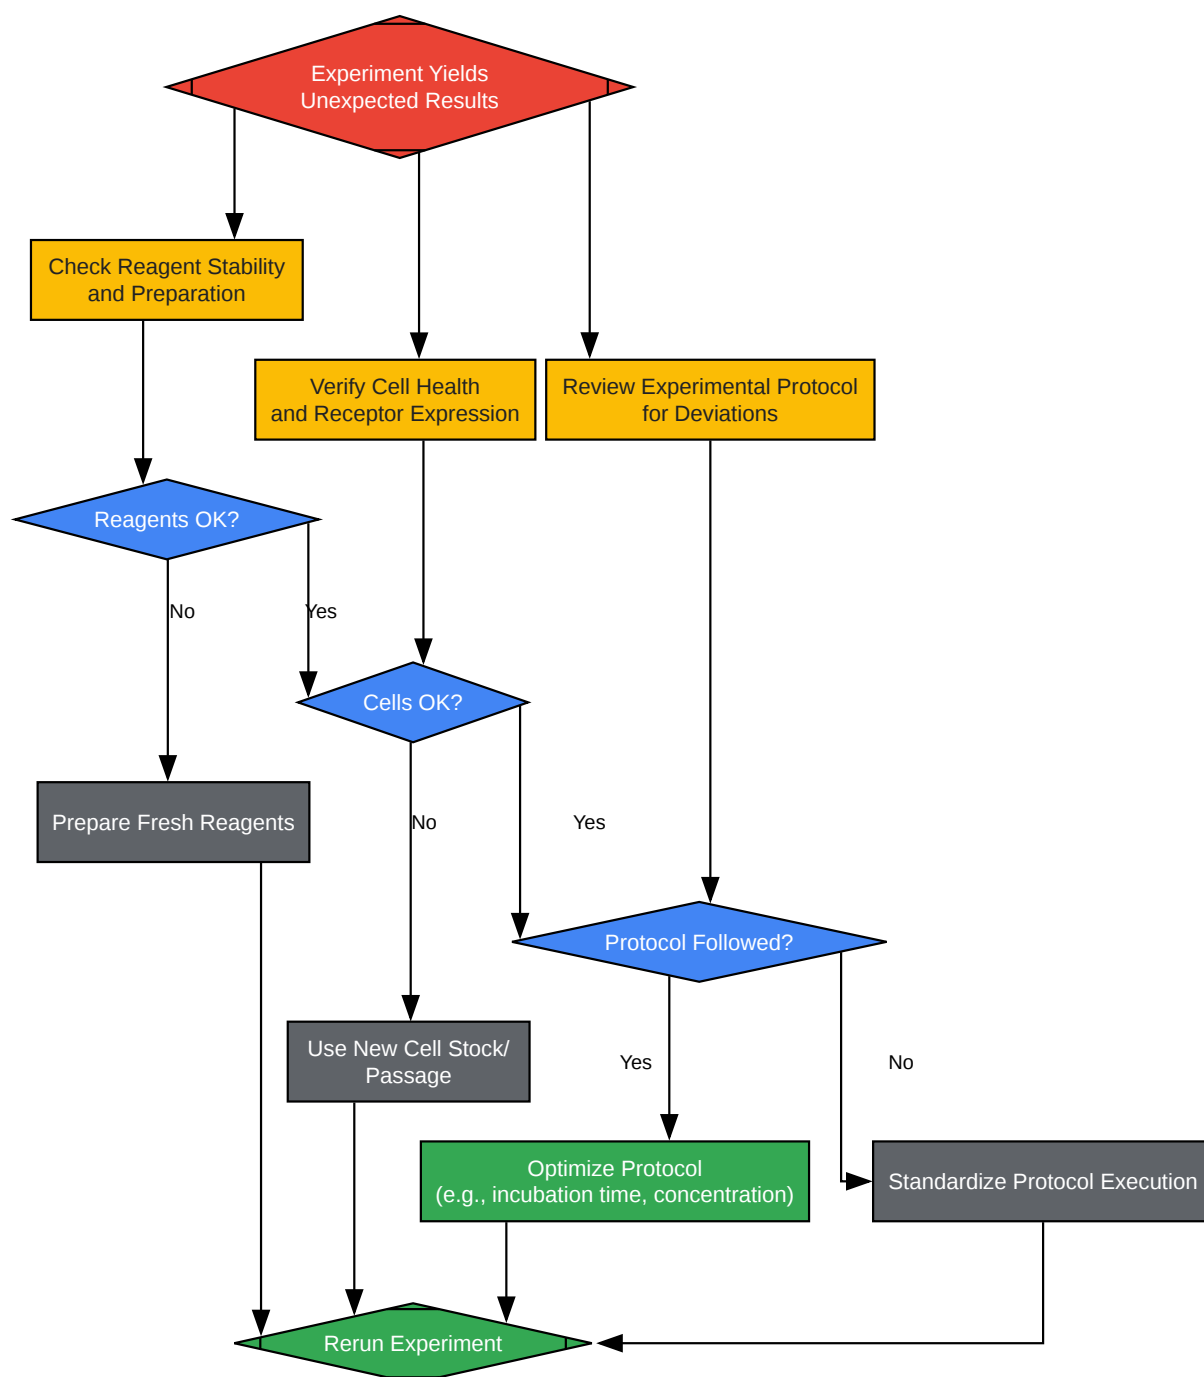 Experiment Yields
Unexpected Results
Check Reagent Stability
and Preparation
Verify Cell Health
and Receptor Expression
Review Experimental Protocol
for Deviations
Reagents OK?
No
Yes
Cells OK?
Prepare Fresh Reagents
No
Yes
Protocol Followed?
Use New Cell Stock/
Passage
Yes
No
Optimize Protocol
(e.g., incubation time, concentration)
Standardize Protocol Execution
Rerun Experiment